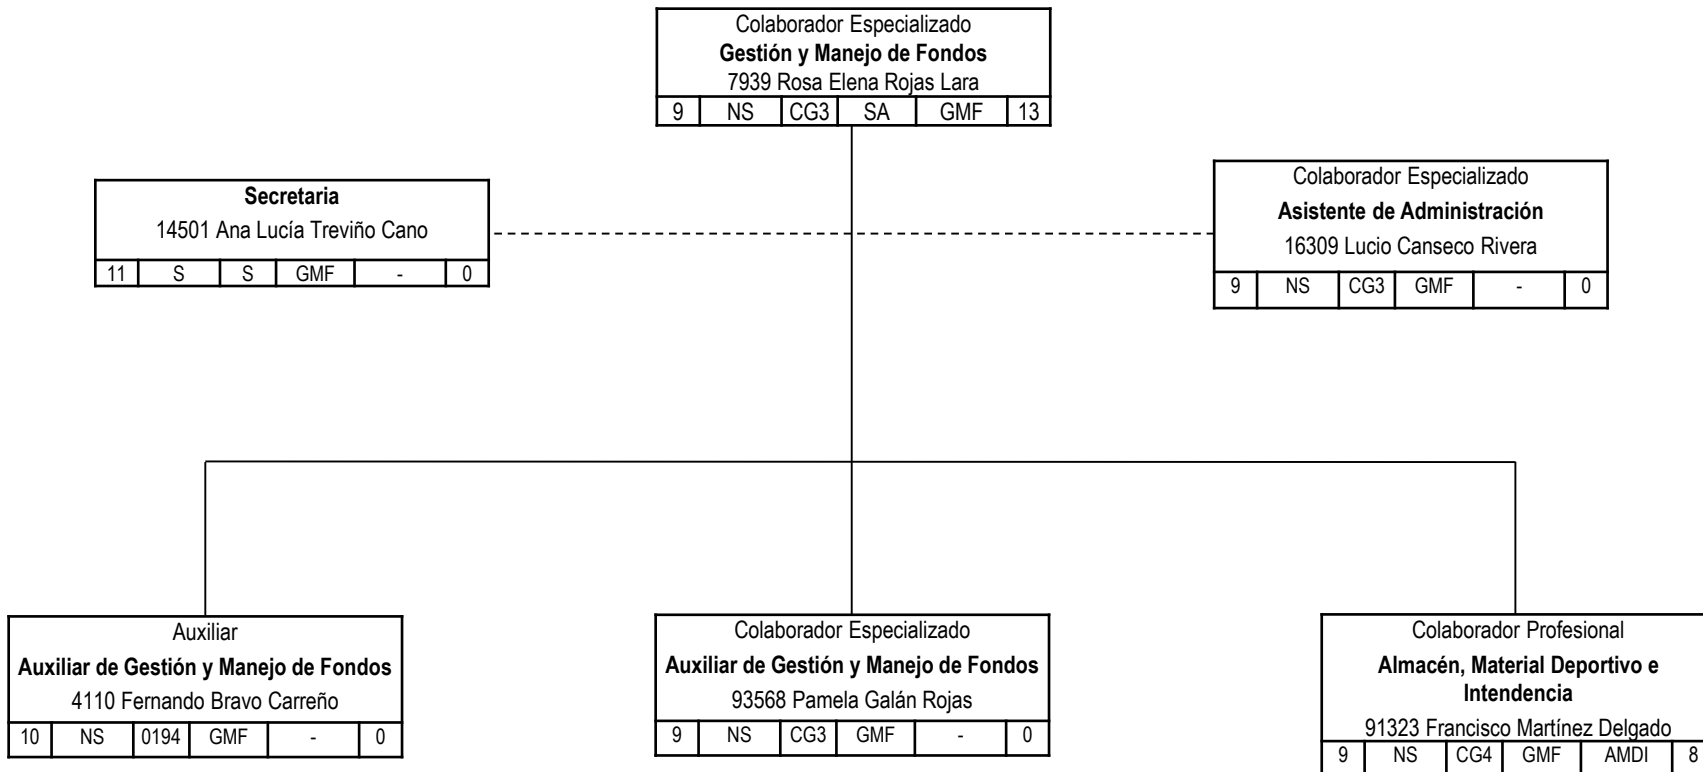 Colaborador Especializado
Gestión y Manejo de Fondos
7939 Rosa Elena Rojas Lara
9 NS CG3 SA GMF 13
Secretaria
14501 Ana Lucía Treviño Cano
11 S S GMF - 0
Colaborador Especializado
Asistente de Administración
16309 Lucio Canseco Rivera
9 NS CG3 GMF - 0
Auxiliar
Auxiliar de Gestión y Manejo de Fondos
4110 Fernando Bravo Carreño
10 NS 0194 GMF - 0
Colaborador Especializado
Auxiliar de Gestión y Manejo de Fondos
93568 Pamela Galán Rojas
9 NS CG3 GMF - 0
Colaborador Profesional
Almacén, Material Deportivo e
Intendencia
91323 Francisco Martínez Delgado
9 NS CG4 GMF AMDI 8